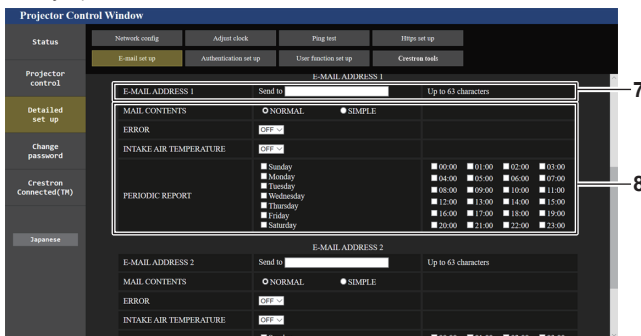 Projector Control Window
Status
Network config
Adjust clock
Ping test
Https set up
E-mail set up
Authentication set up
User function set up
Crestron tools
Projector control
Detailed set up
Change password
Crestron Connected(TM)
Japanese
E-MAIL ADDRESS 1
E-MAIL ADDRESS 1 Send to Up to 63 characters
7
MAIL CONTENTS NORMAL SIMPLE
ERROR OFF
INTAKE AIR TEMPERATURE OFF
PERIODIC REPORT
Sunday
Monday
Tuesday
Wednesday
Thursday
Friday
Saturday
00:00 01:00 02:00 03:00
04:00 05:00 06:00 07:00
08:00 09:00 10:00 11:00
12:00 13:00 14:00 15:00
16:00 17:00 18:00 19:00
20:00 21:00 22:00 23:00
8
E-MAIL ADDRESS 2
E-MAIL ADDRESS 2 Send to Up to 63 characters
MAIL CONTENTS NORMAL SIMPLE
ERROR OFF
INTAKE AIR TEMPERATURE OFF